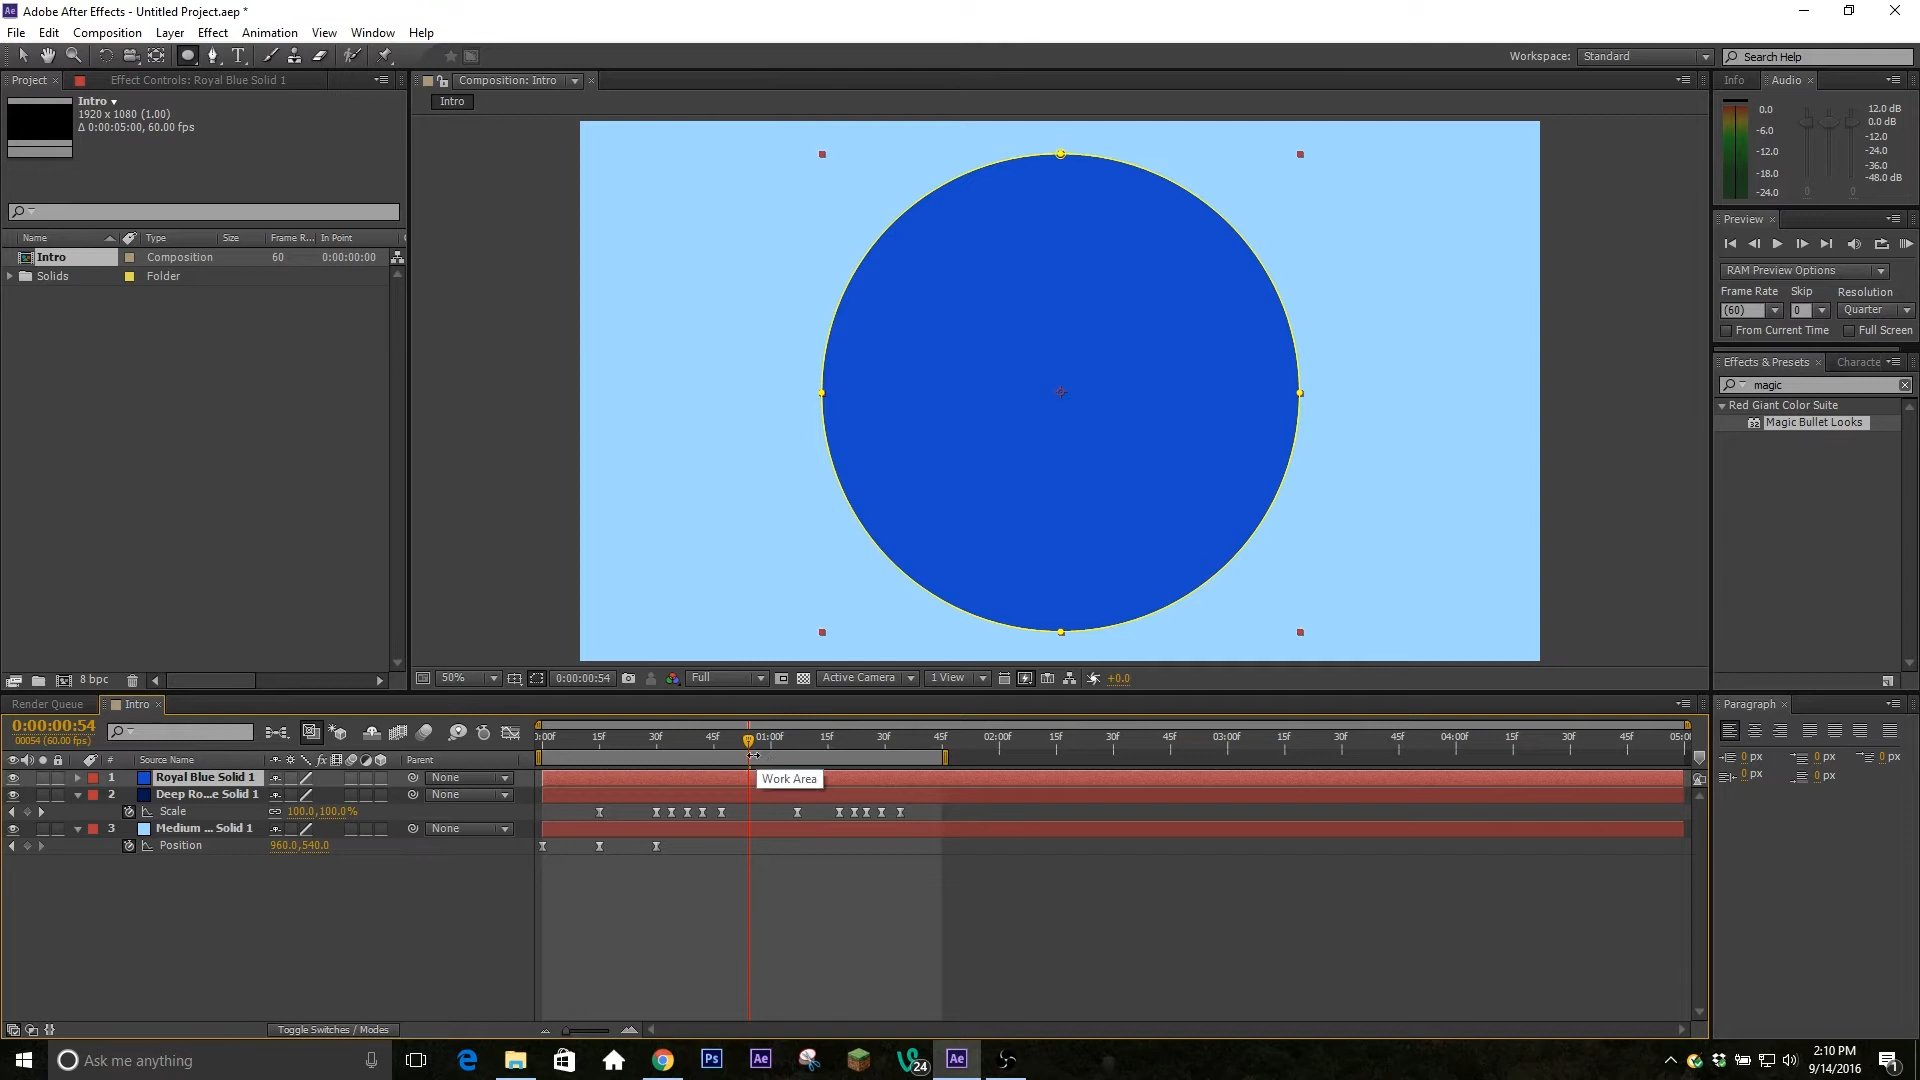 Adobe After Effects - Untitled Project.aep *
File Edit Composition Layer Effect Animation View Window Help
Workspace: Standard Search Help
Project Effect Controls: Royal Blue Solid 1
Composition: Intro
Info Audio
Intro
1920 x 1080 (1.00)
Δ 0:00:05:00, 60.00 fps
Intro
0.0
-6.0
-12.0
-18.0
-24.0
12.0 dB
0.0 dB
-12.0
-24.0
-36.0
-48.0 dB
0 0
Preview
Name Type Size Frame R... In Point
Intro Composition 60 0:00:00:00
Solids Folder
RAM Preview Options
Frame Rate Skip Resolution
(60) 0 Quarter
From Current Time Full Screen
Effects & Presets Characte
magic
Red Giant Color Suite
32 Magic Bullet Looks
8 bpc
50% 0:00:00:54 Full Active Camera 1 View +0.0
Render Queue Intro
0:00:00:54
00054 (60.00 fps)
:00F 15F 30F 45F 01:00F 15F 30F 45F 02:00F 15F 30F 45F 03:00F 15F 30F 45F 04:00F 15F 30F 45F 05:0
# Source Name fx Parent
1 Royal Blue Solid 1 None
Work Area
2 Deep Ro...e Solid 1 None
Scale 100.0,100.0%
3 Medium ... Solid 1 None
Position 960.0,540.0
Toggle Switches / Modes
Paragraph
0 px 0 px 0 px
0 px 0 px
Ask me anything
Ps Ae 24 Ae
2:10 PM
9/14/2016
1